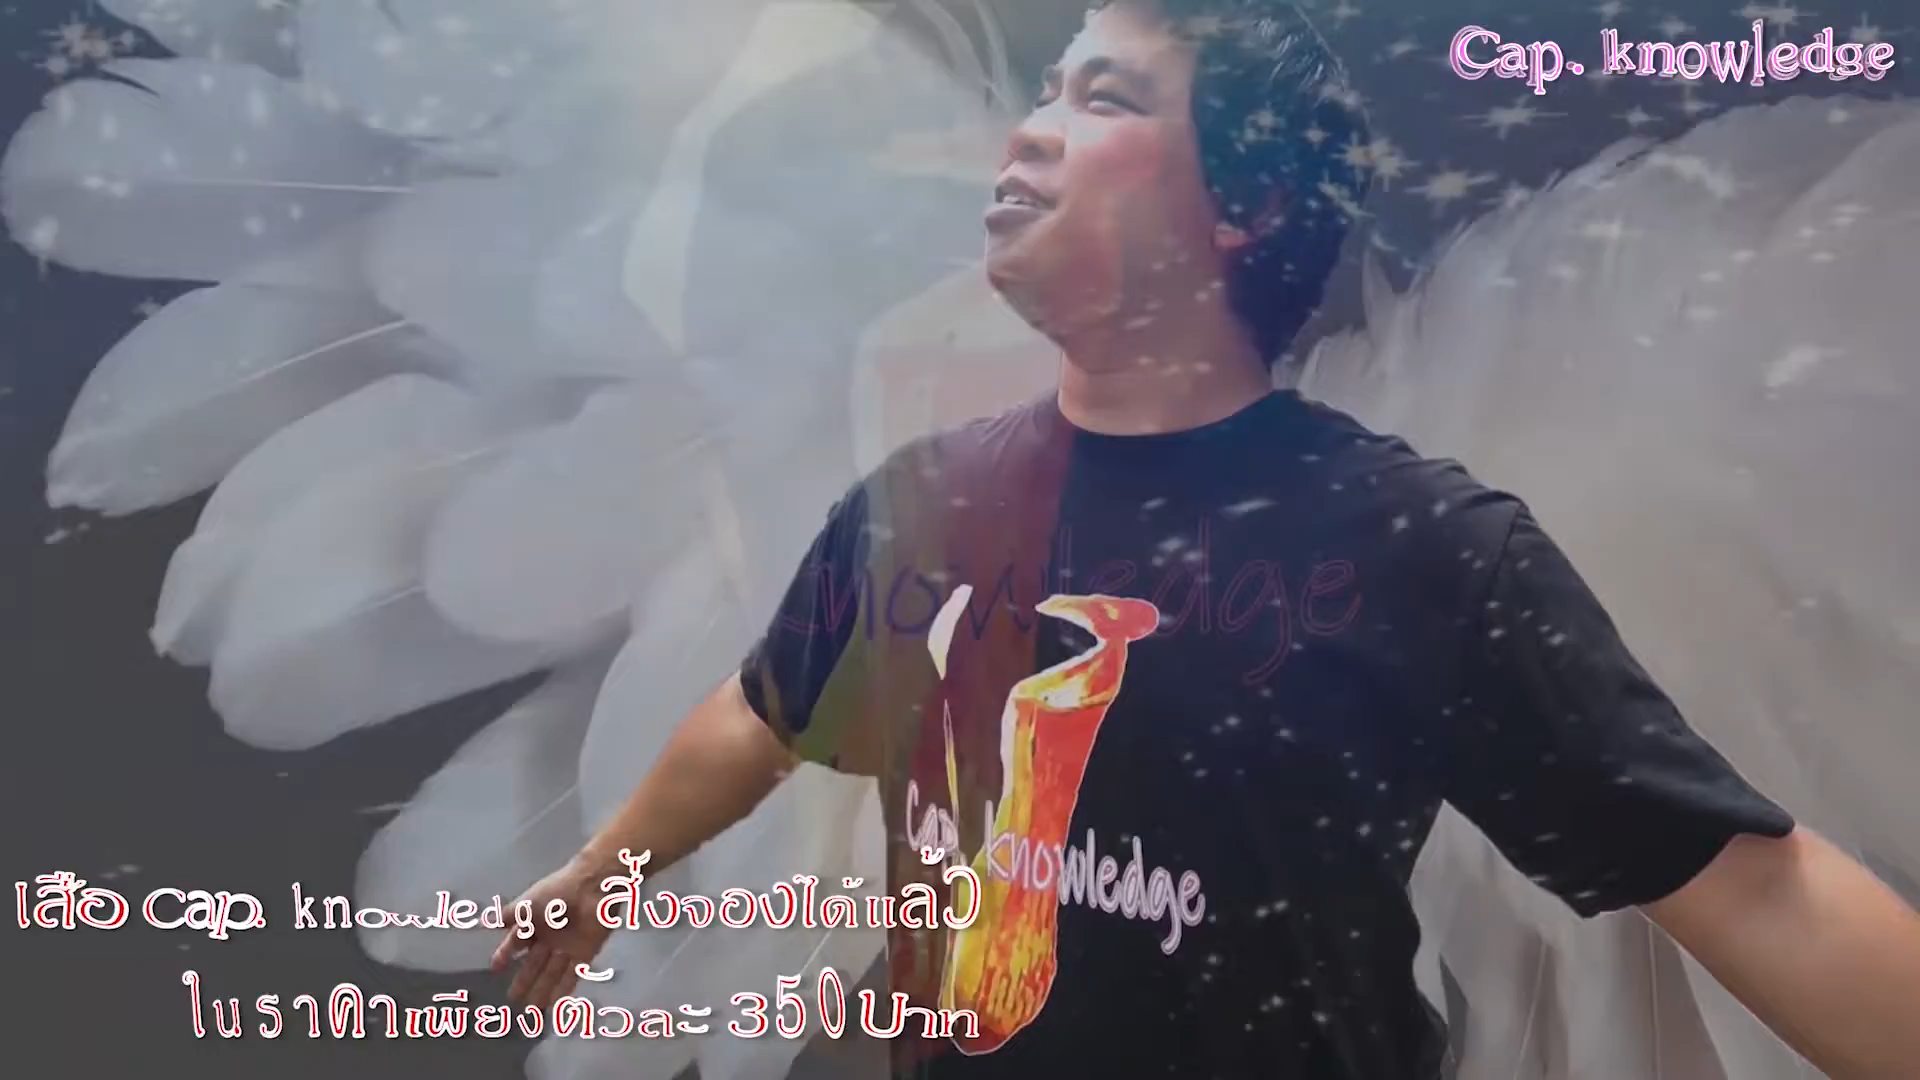 Cap. knowledge
knowledge
Cap. knowledge
เสื้อ Cap. knowledge สั่งจองได้แล้ว
ในราคาเพียงตัวละ 350 บาท